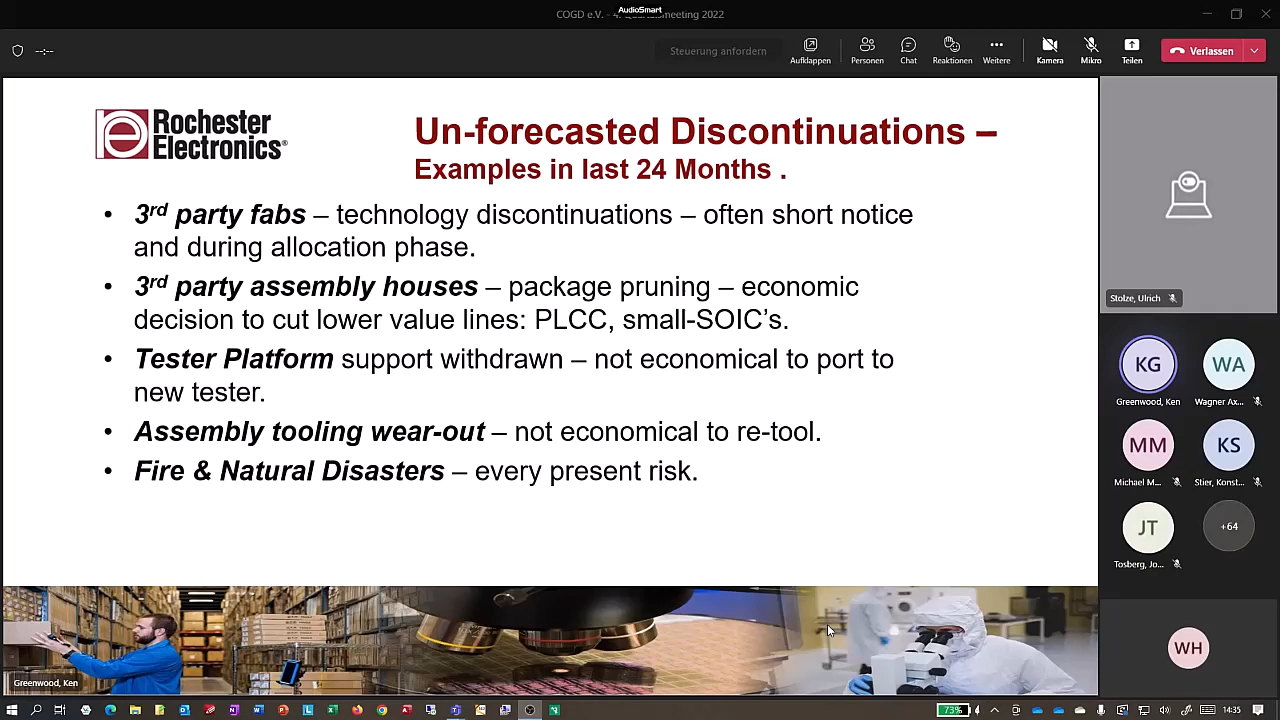 AudioSmart
COGD e.V. - 4. Quartalsmeeting 2022
--:--
Steuerung anfordern
Aufklappen
Personen
Chat
Reaktionen
Weitere
Kamera
Mikro
Teilen
Verlassen
Rochester
Electronics®
Un-forecasted Discontinuations –
Examples in last 24 Months .
• 3rd party fabs – technology discontinuations – often short notice
and during allocation phase.
• 3rd party assembly houses – package pruning – economic
decision to cut lower value lines: PLCC, small-SOIC’s.
• Tester Platform support withdrawn – not economical to port to
new tester.
• Assembly tooling wear-out – not economical to re-tool.
• Fire & Natural Disasters – every present risk.
Greenwood, Ken
Stolze, Ulrich
KG
WA
Greenwood, Ken
Wagner Ax...
MM
KS
Michael M...
Stier, Konst...
JT
+64
Tosberg, Jo...
WH
73%
14:35